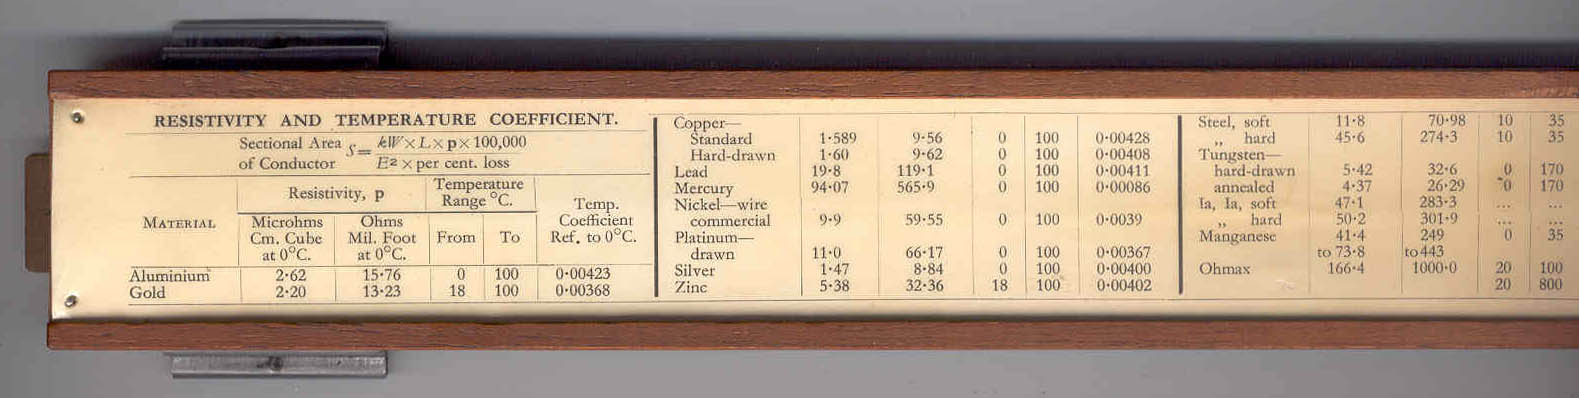 RESISTIVITY AND TEMPERATURE COEFFICIENT.
Sectional Area S = kW × L × p × 100,000
of Conductor E² × per cent. loss
MATERIAL
Resistivity, p
Microhms
Cm. Cube
at 0°C.
Ohms
Mil. Foot
at 0°C.
Temperature
Range °C.
From To
Temp.
Coefficient
Ref. to 0°C.
Aluminium 2·62 15·76 0 100 0·00423
Gold 2·20 13·23 18 100 0·00368
Copper—
Standard 1·589 9·56 0 100 0·00428
Hard-drawn 1·60 9·62 0 100 0·00408
Lead 19·8 119·1 0 100 0·00411
Mercury 94·07 565·9 0 100 0·00086
Nickel—wire
commercial 9·9 59·55 0 100 0·0039
Platinum—
drawn 11·0 66·17 0 100 0·00367
Silver 1·47 8·84 0 100 0·00400
Zinc 5·38 32·36 18 100 0·00402
Steel, soft 11·8 70·98 10 35
„ hard 45·6 274·3 10 35
Tungsten—
hard-drawn 5·42 32·6 0 170
annealed 4·37 26·29 0 170
Ia, Ia, soft 47·1 283·3 ... ...
„ hard 50·2 301·9 ... ...
Manganese 41·4 249 0 35
to 73·8 to 443
Ohmax 166·4 1000·0 20 100
20 800